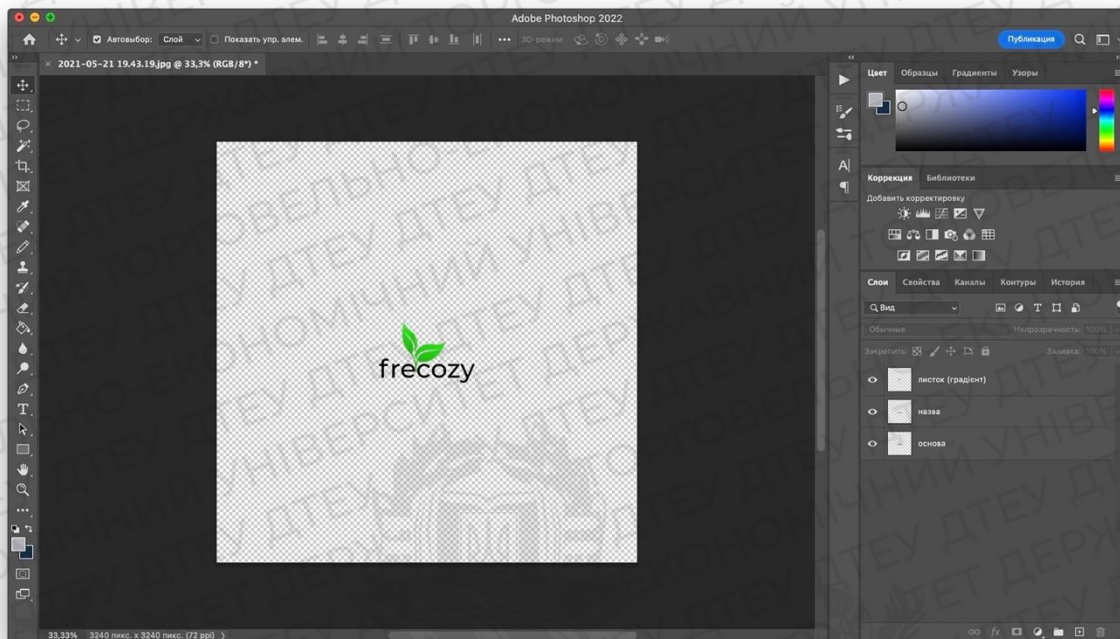 Adobe Photoshop 2022
Автовыбор: Слой Показать упр. элем. 3D-режим: Публикация
2021-05-21 19.43.19.jpg @ 33,3% (RGB/8*) *
Цвет Образцы Градиенты Узоры
Коррекция Библиотеки
Добавить корректировку
Слои Свойства Каналы Контуры История
Вид
Обычные Непрозрачность: 100%
Закрепить: Заливка: 100%
листок (градієнт)
назва
основа
frecozy
33,33% 3240 пикс. x 3240 пикс. (72 ppi)